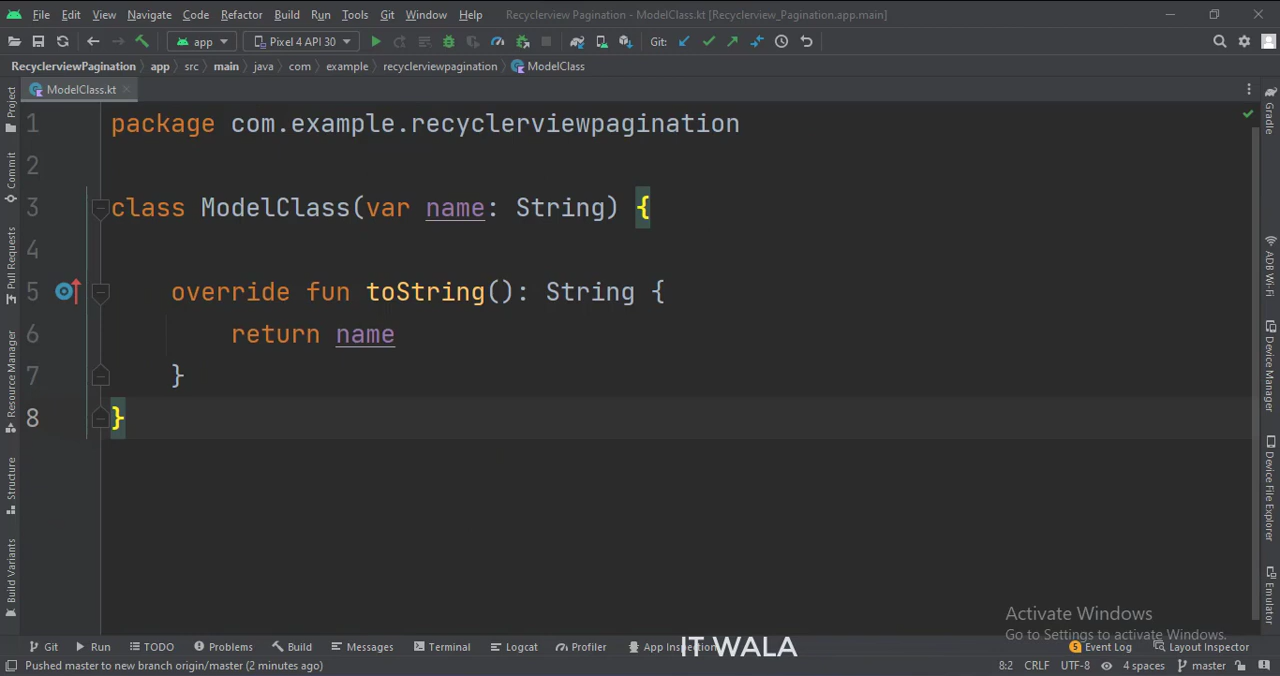 File Edit View Navigate Code Refactor Build Run Tools Git Window Help Recyclerview Pagination - ModelClass.kt [Recyclerview_Pagination.app.main]
app Pixel 4 API 30 Git:
RecyclerviewPagination app src main java com example recyclerviewpagination ModelClass
ModelClass.kt
1 package com.example.recyclerviewpagination
2
3 class ModelClass(var name: String) {
4
5 override fun toString(): String {
6 return name
7 }
8 }
Project
Commit
Pull Requests
Resource Manager
Structure
Build Variants
Gradle
ADB Wi-Fi
Device Manager
Device File Explorer
Emulator
Activate Windows
Go to Settings to activate Windows.
Git Run TODO Problems Build Messages Terminal Logcat Profiler App Inspection 5 Event Log Layout Inspector
IT WALA
Pushed master to new branch origin/master (2 minutes ago) 8:2 CRLF UTF-8 4 spaces master